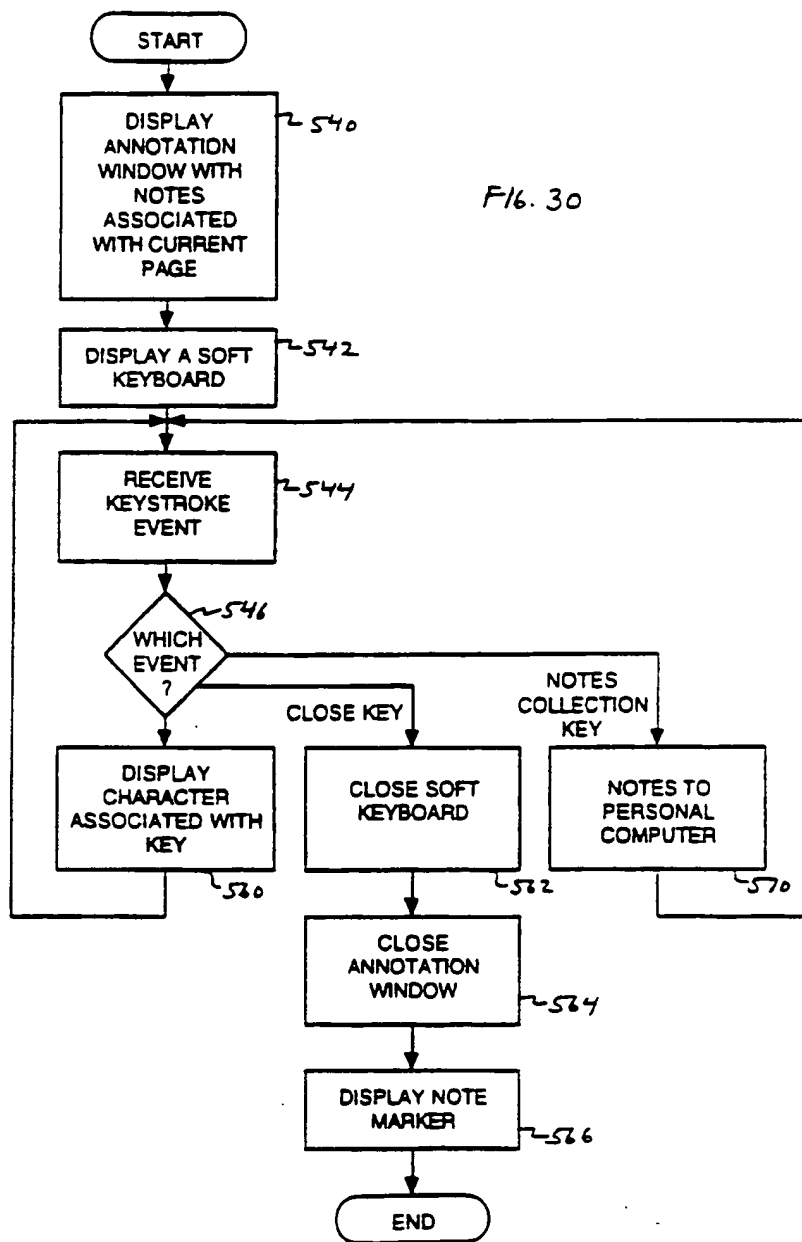 START
DISPLAY
ANNOTATION
WINDOW WITH
NOTES
ASSOCIATED
WITH CURRENT
PAGE
540
FIG. 30
DISPLAY A SOFT
KEYBOARD
542
RECEIVE
KEYSTROKE
EVENT
544
WHICH
EVENT
?
546
CLOSE KEY
NOTES
COLLECTION
KEY
DISPLAY
CHARACTER
ASSOCIATED WITH
KEY
560
CLOSE SOFT
KEYBOARD
562
NOTES TO
PERSONAL
COMPUTER
570
CLOSE
ANNOTATION
WINDOW
564
DISPLAY NOTE
MARKER
566
END